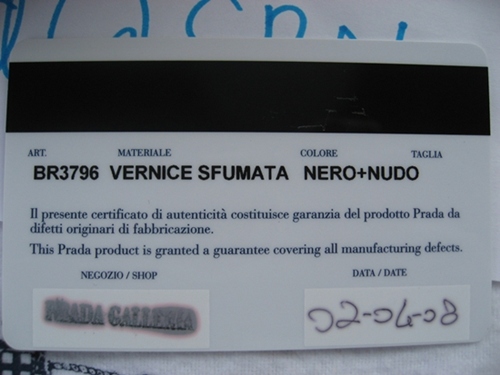 ART. MATERIALE COLORE TAGLIA
BR3796 VERNICE SFUMATA NERO+NUDO
Il presente certificato di autenticità costituisce garanzia del prodotto Prada da
difetti originari di fabbricazione.
This Prada product is granted a guarantee covering all manufacturing defects.
NEGOZIO / SHOP DATA / DATE
PRADA GALLERIA 02-04-08